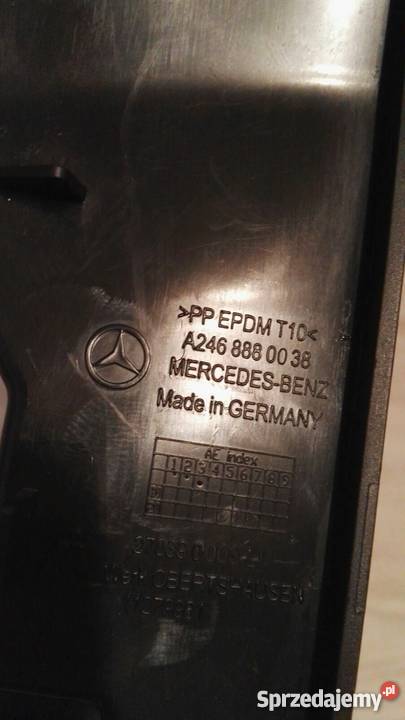 >PP EPDM T10<
A246 888 00 38
MERCEDES-BENZ
Made in GERMANY
AE index
1 2 3 4 5 6 7 8 9
OBERTSHAUSEN
Sprzedajemy.pl